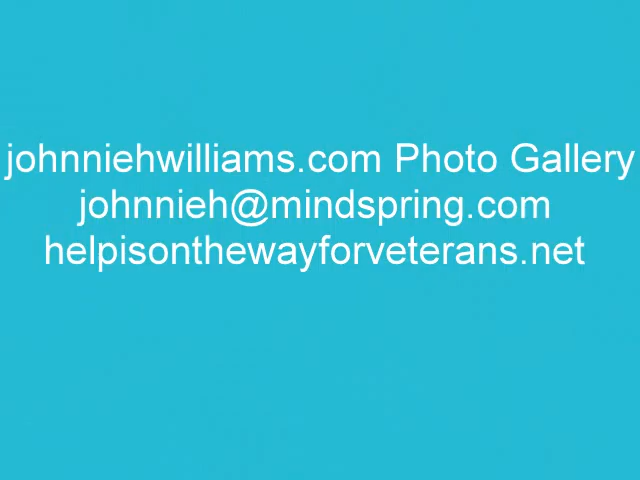 johnniehwilliams.com Photo Gallery
johnnieh@mindspring.com
helpisonthewayforveterans.net